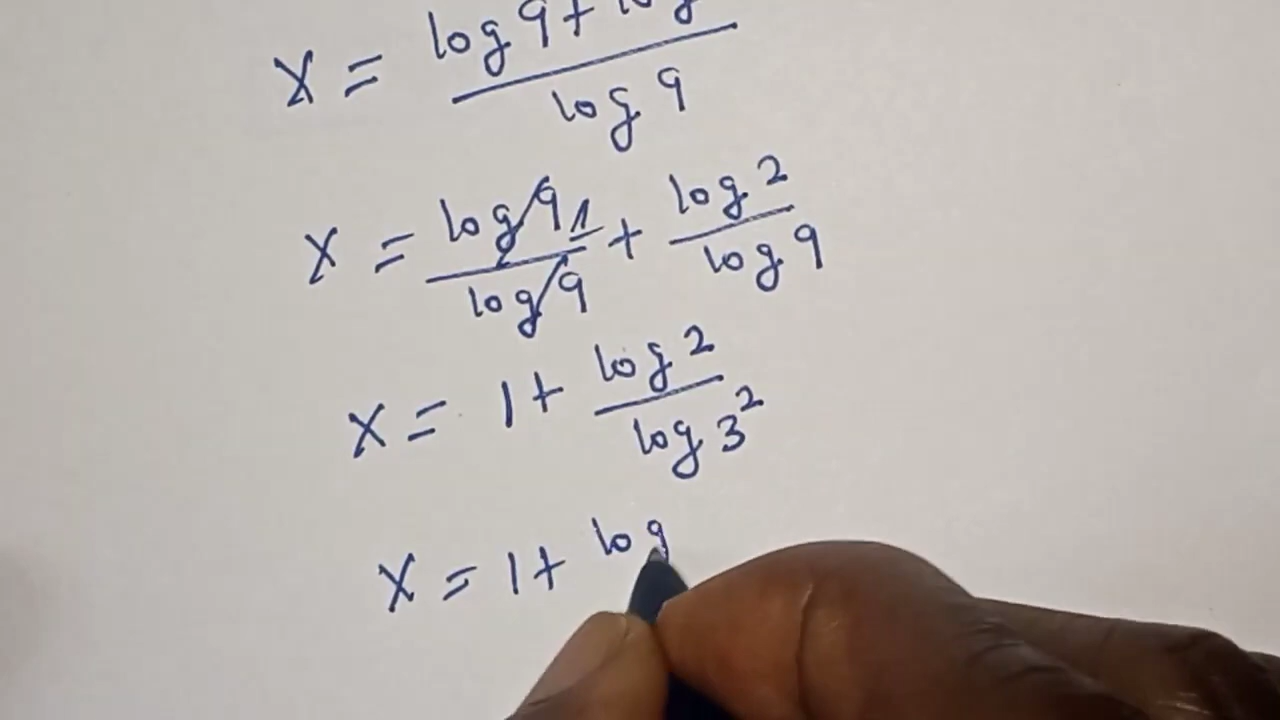 X = (log 9 + log) / (log 9)
X = (log 9 1) / (log 9) + (log 2) / (log 9)
X = 1 + (log 2) / (log 3²)
X = 1 + log